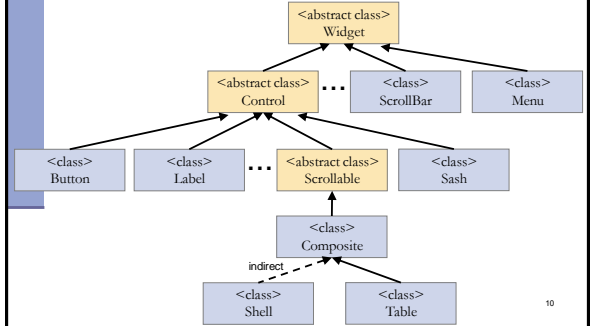 <abstract class>
Widget
<abstract class>
Control
...
<class>
ScrollBar
<class>
Menu
<class>
Button
<class>
Label
...
<abstract class>
Scrollable
<class>
Sash
<class>
Composite
indirect
<class>
Shell
<class>
Table
10